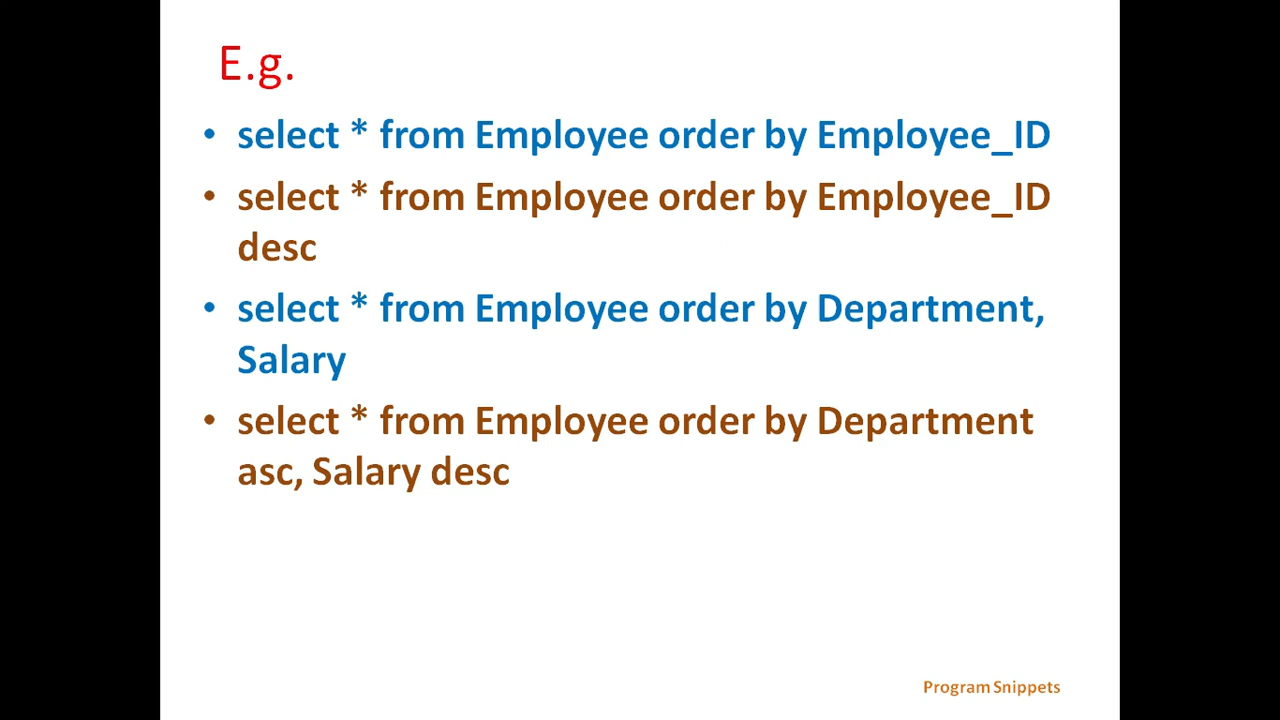 E.g.
• select * from Employee order by Employee_ID
• select * from Employee order by Employee_ID
desc
• select * from Employee order by Department,
Salary
• select * from Employee order by Department
asc, Salary desc
Program Snippets